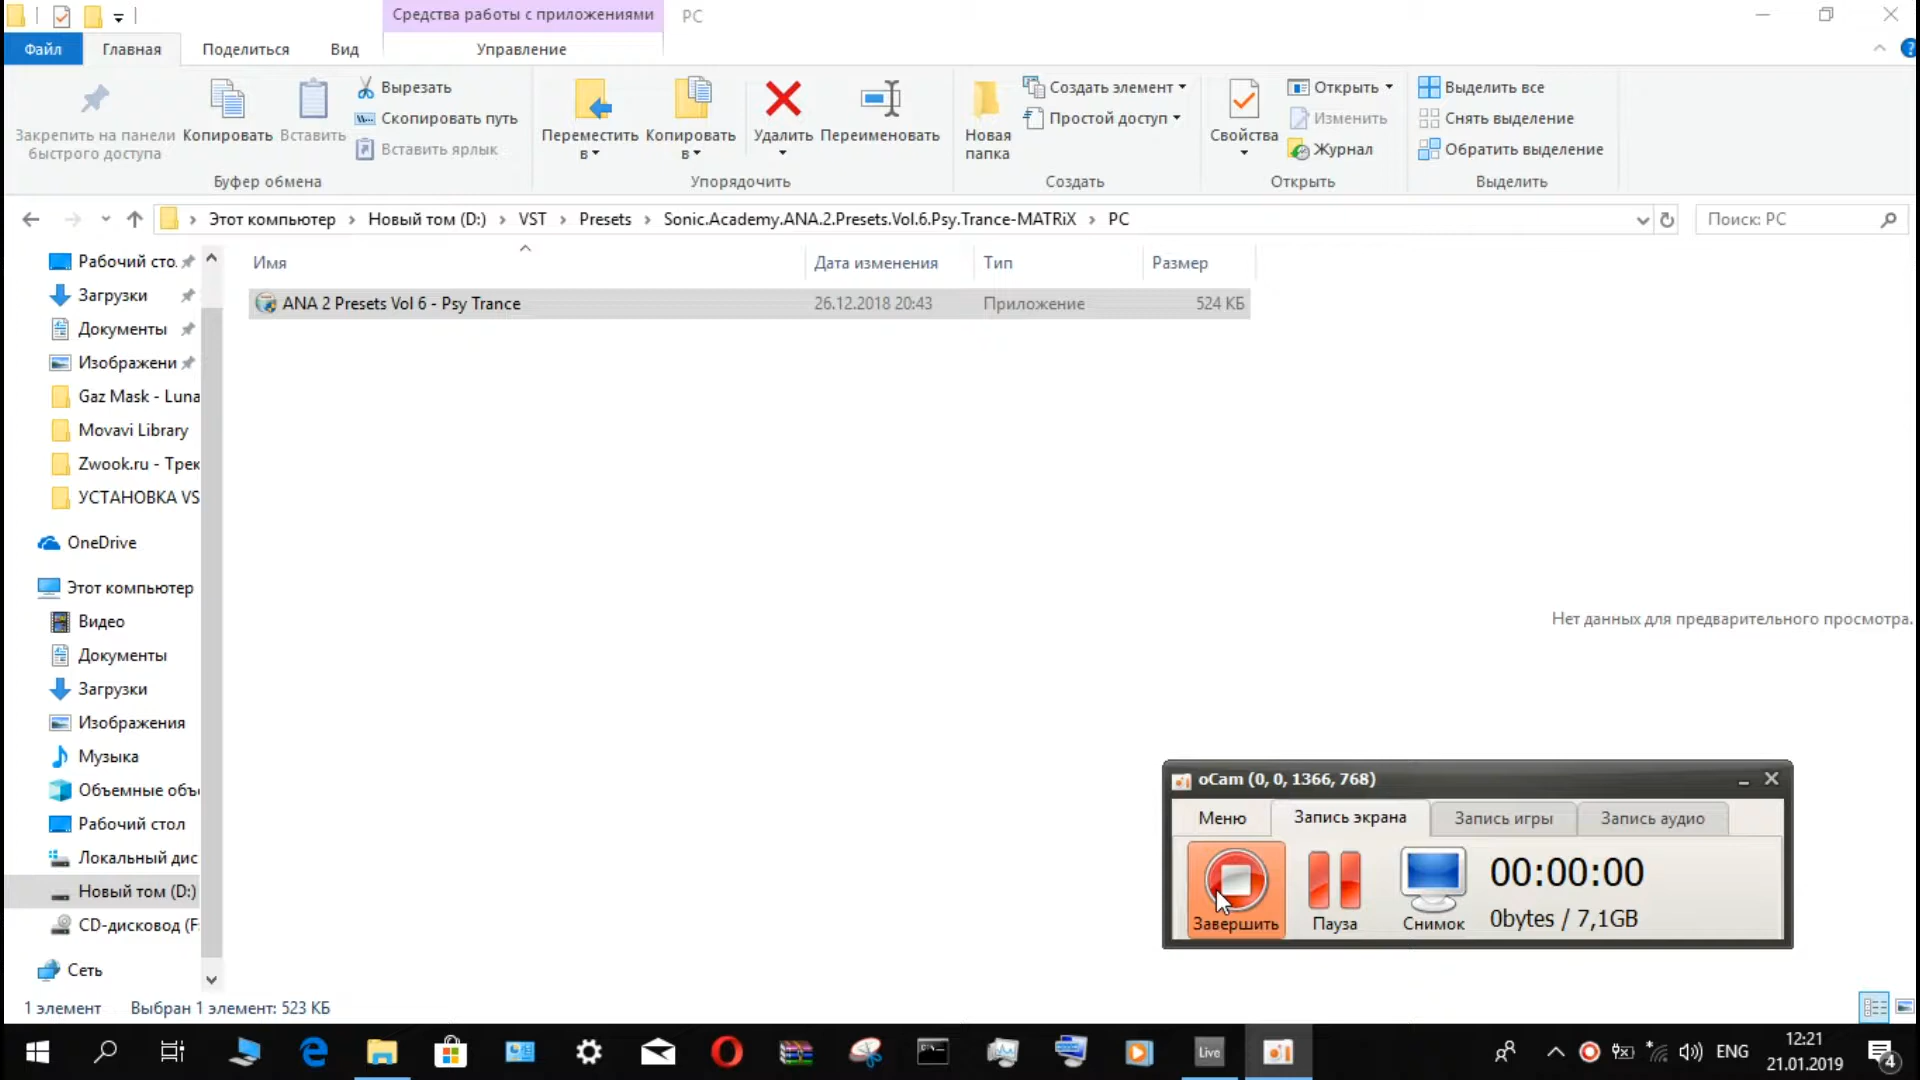 Средства работы с приложениями
PC
Файл
Главная
Поделиться
Вид
Управление
Закрепить на панели
быстрого доступа
Копировать
Вставить
Вырезать
Скопировать путь
Вставить ярлык
Буфер обмена
Переместить
в
Копировать
в
Удалить
Переименовать
Упорядочить
Новая
папка
Создать элемент
Простой доступ
Создать
Свойства
Открыть
Изменить
Журнал
Открыть
Выделить все
Снять выделение
Обратить выделение
Выделить
Этот компьютер
Новый том (D:)
VST
Presets
Sonic.Academy.ANA.2.Presets.Vol.6.Psy.Trance-MATRiX
PC
Поиск: PC
Имя
Дата изменения
Тип
Размер
ANA 2 Presets Vol 6 - Psy Trance
26.12.2018 20:43
Приложение
524 КБ
Рабочий сто.
Загрузки
Документы
Изображени
Gaz Mask - Luna
Movavi Library
Zwook.ru - Трек
УСТАНОВКА VS
OneDrive
Этот компьютер
Видео
Документы
Загрузки
Изображения
Музыка
Объемные объ
Рабочий стол
Локальный дис
Новый том (D:)
CD-дисковод (F:
Сеть
Нет данных для предварительного просмотра.
oCam (0, 0, 1366, 768)
Меню
Запись экрана
Запись игры
Запись аудио
Завершить
Пауза
Снимок
00:00:00
0bytes / 7,1GB
1 элемент
Выбран 1 элемент: 523 КБ
Live
ENG
12:21
21.01.2019
4